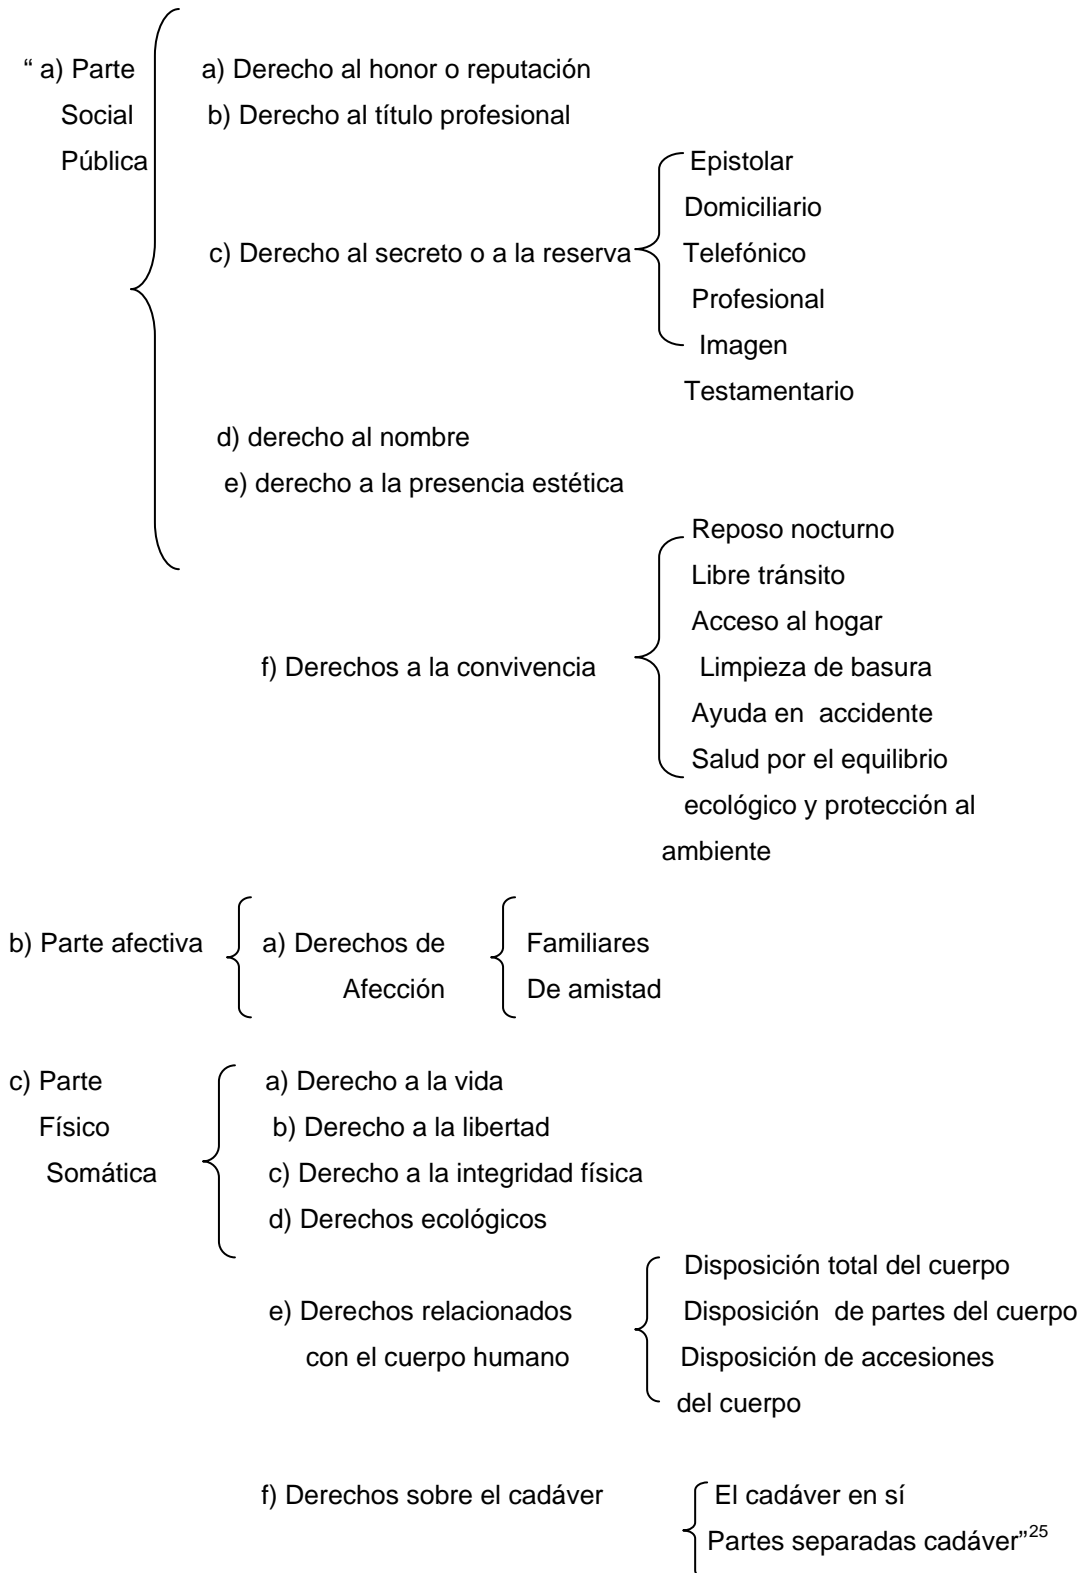 “ a) Parte a) Derecho al honor o reputación
Social b) Derecho al título profesional
Pública Epistolar
Domiciliario
c) Derecho al secreto o a la reserva Telefónico
Profesional
Imagen
Testamentario
d) derecho al nombre
e) derecho a la presencia estética
Reposo nocturno
Libre tránsito
Acceso al hogar
f) Derechos a la convivencia Limpieza de basura
Ayuda en accidente
Salud por el equilibrio
ecológico y protección al
ambiente
b) Parte afectiva a) Derechos de Familiares
Afección De amistad
c) Parte a) Derecho a la vida
Físico b) Derecho a la libertad
Somática c) Derecho a la integridad física
d) Derechos ecológicos
Disposición total del cuerpo
e) Derechos relacionados Disposición de partes del cuerpo
con el cuerpo humano Disposición de accesiones
del cuerpo
f) Derechos sobre el cadáver El cadáver en sí
Partes separadas cadáver”25